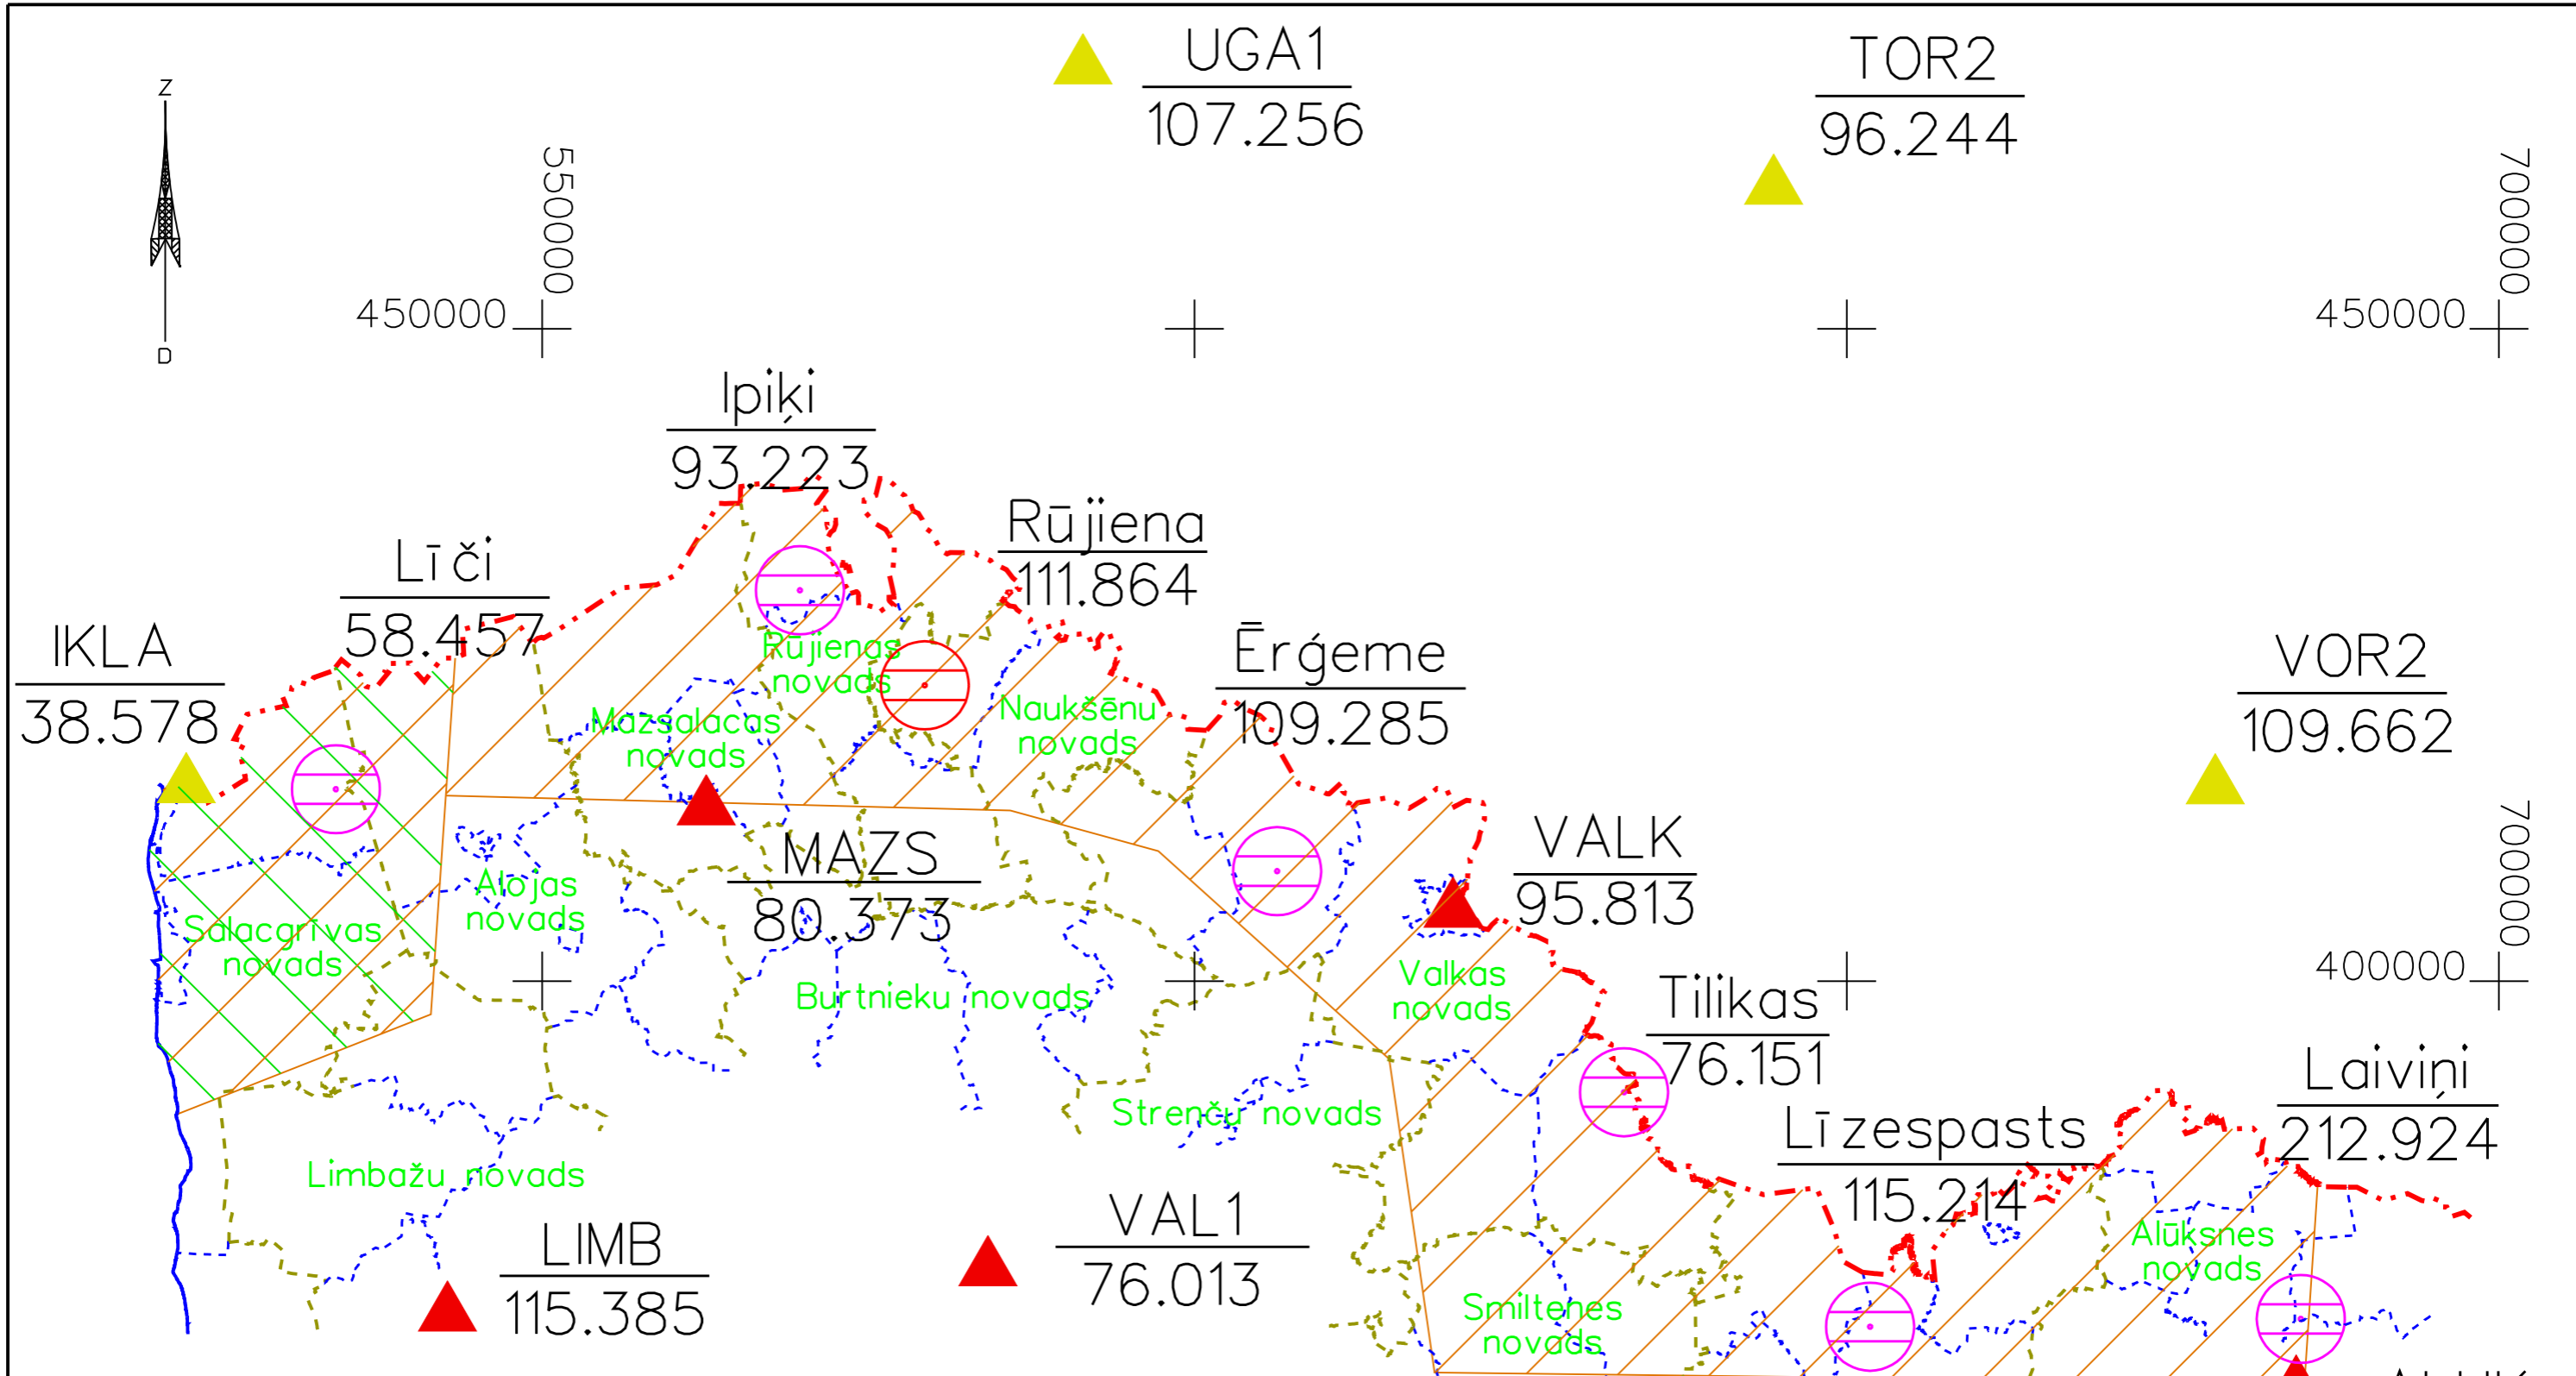 UGA1
107.256
TOR2
96.244
Z
D
550000
450000
700000
450000
Ipiķi
93.223
Rūjiena
111.864
Līči
58.457
IKLA
38.578
Ērģeme
109.285
VOR2
109.662
Rūjienas
novads
Mazsalacas
novads
Naukšēnu
novads
MAZS
80.373
VALK
95.813
700000
400000
Alojas
novads
Salacgrīvas
novads
Burtnieku novads
Valkas
novads
Tilikas
76.151
Laiviņi
212.924
Strenču novads
Līzespasts
115.214
Limbažu novads
LIMB
115.385
VAL1
76.013
Alūksnes
novads
Smiltenes
novads